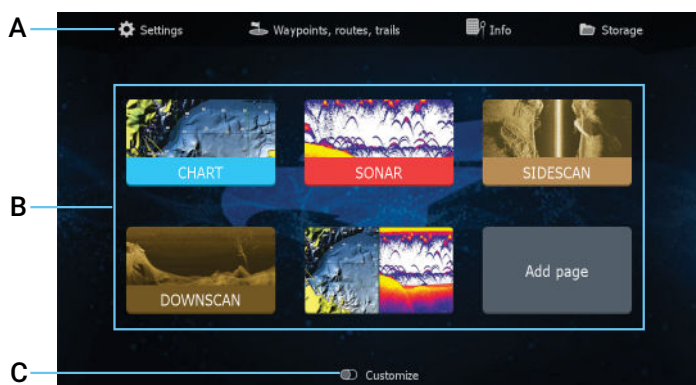 A
Settings
Waypoints, routes, trails
Info
Storage
B
CHART
SONAR
SIDESCAN
DOWNSCAN
Add page
C
Customize